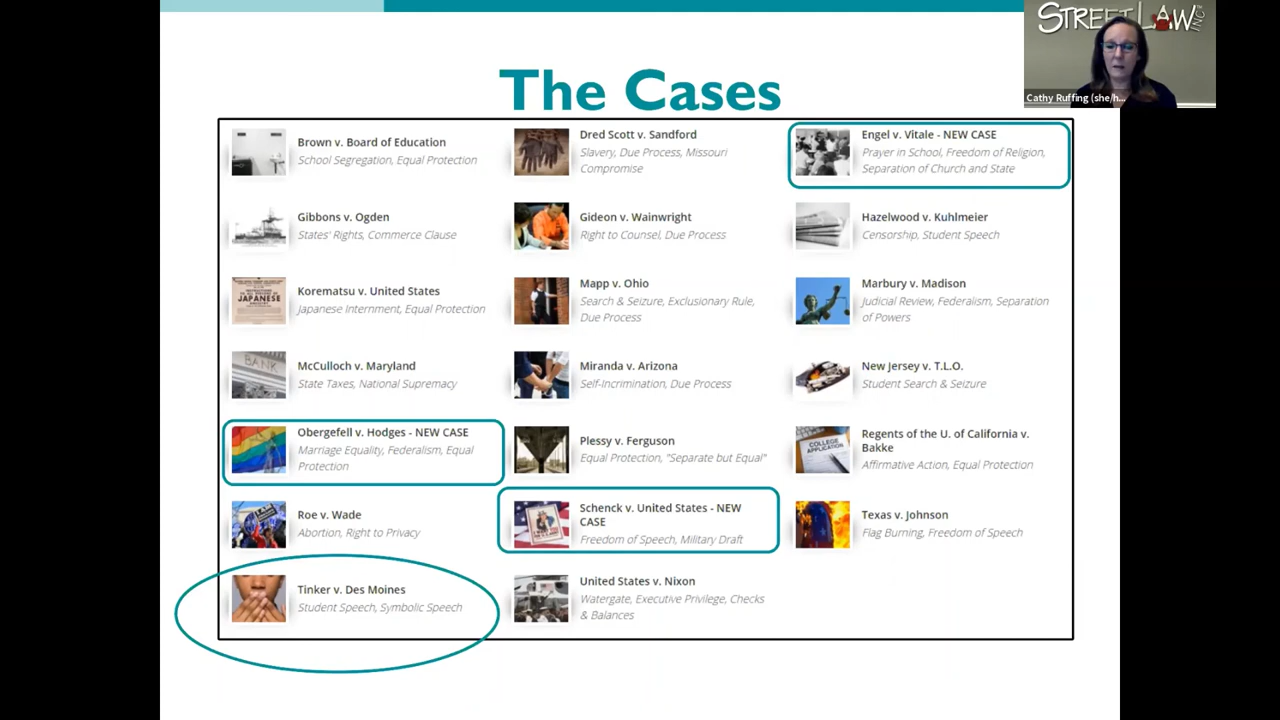 STREET LAW INC
Cathy Ruffing (she/h...
The Cases
Brown v. Board of Education
School Segregation, Equal Protection
Dred Scott v. Sandford
Slavery, Due Process, Missouri
Compromise
Engel v. Vitale - NEW CASE
Prayer in School, Freedom of Religion,
Separation of Church and State
Gibbons v. Ogden
States' Rights, Commerce Clause
Gideon v. Wainwright
Right to Counsel, Due Process
Hazelwood v. Kuhlmeier
Censorship, Student Speech
JAPANESE
Korematsu v. United States
Japanese Internment, Equal Protection
Mapp v. Ohio
Search & Seizure, Exclusionary Rule,
Due Process
Marbury v. Madison
Judicial Review, Federalism, Separation
of Powers
BANK
McCulloch v. Maryland
State Taxes, National Supremacy
Miranda v. Arizona
Self-Incrimination, Due Process
New Jersey v. T.L.O.
Student Search & Seizure
Obergefell v. Hodges - NEW CASE
Marriage Equality, Federalism, Equal
Protection
Plessy v. Ferguson
Equal Protection, "Separate but Equal"
COLLEGE
APPLICATION
Regents of the U. of California v.
Bakke
Affirmative Action, Equal Protection
Roe v. Wade
Abortion, Right to Privacy
Schenck v. United States - NEW
CASE
Freedom of Speech, Military Draft
Texas v. Johnson
Flag Burning, Freedom of Speech
Tinker v. Des Moines
Student Speech, Symbolic Speech
United States v. Nixon
Watergate, Executive Privilege, Checks
& Balances